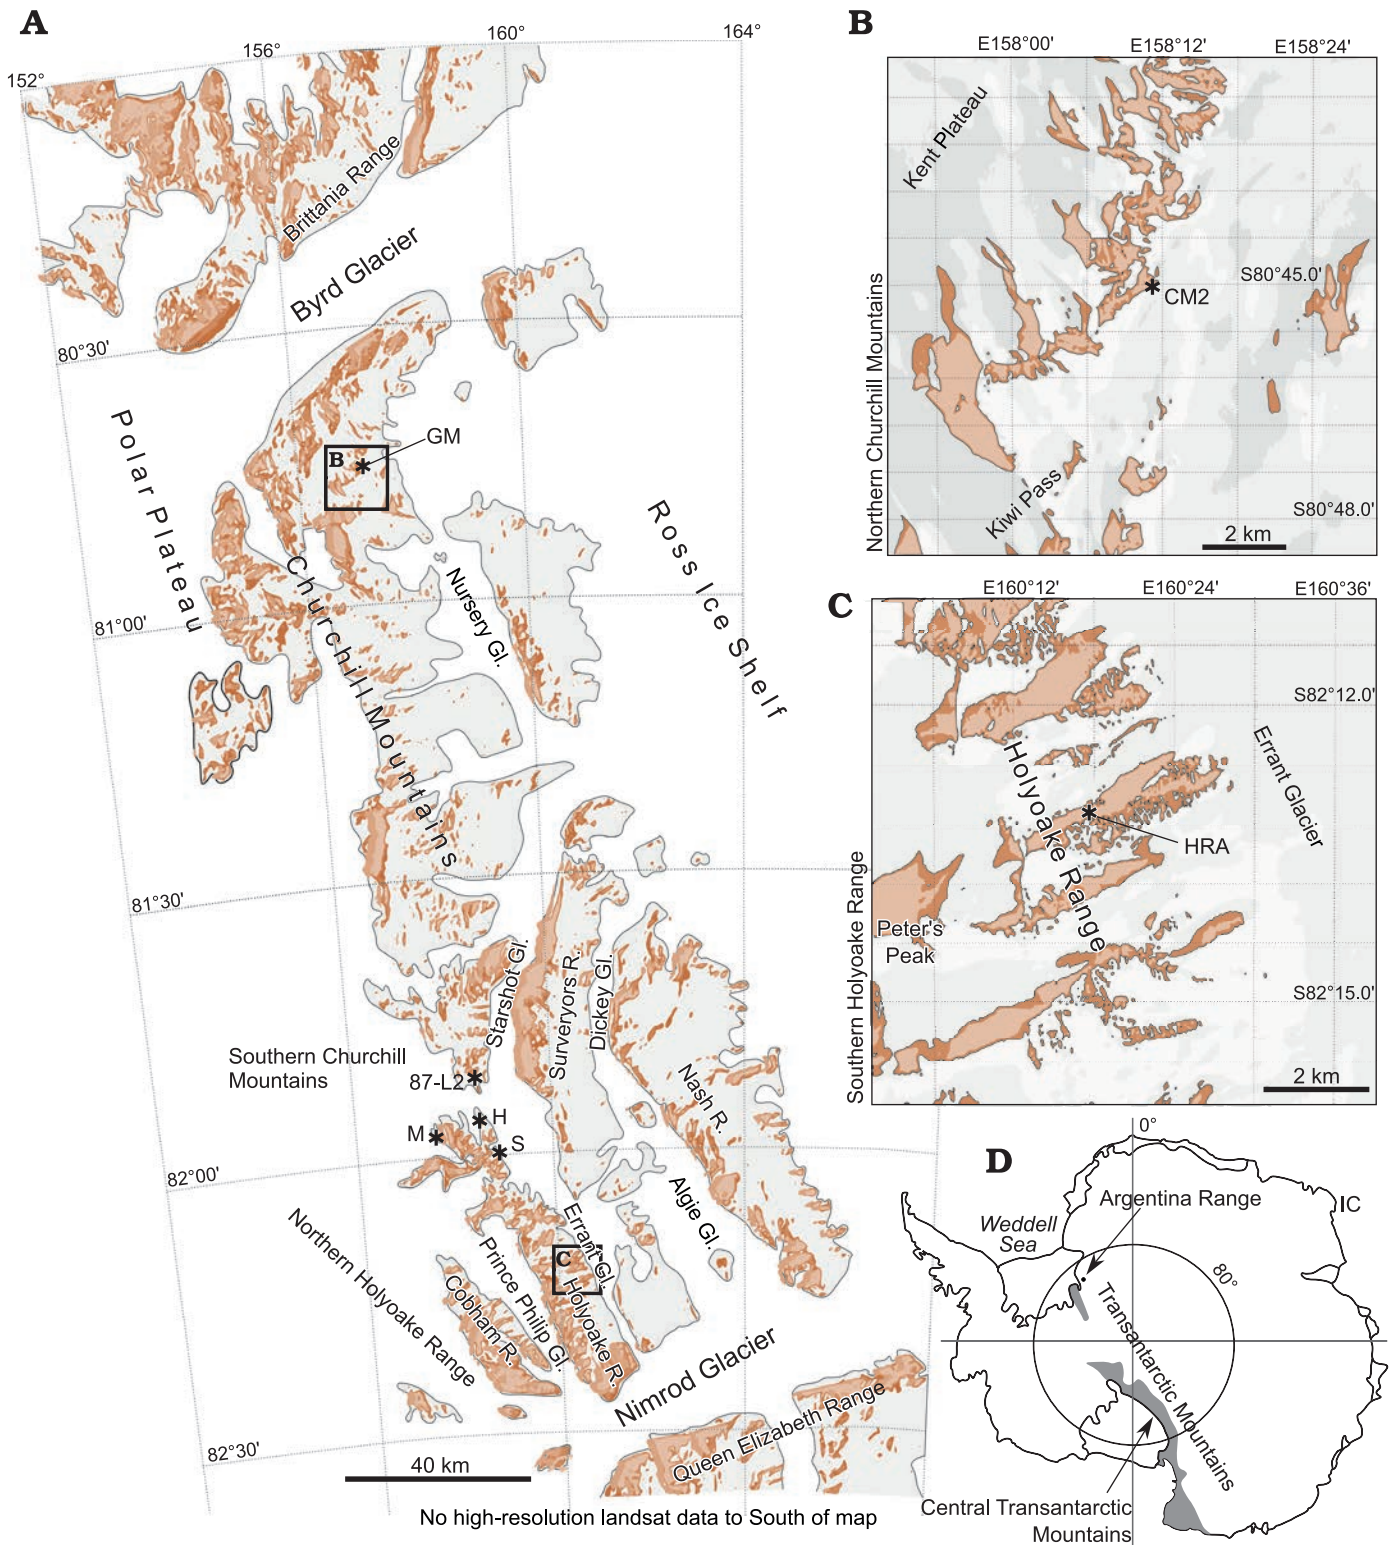 A
152°
156°
160°
164°
Brittania Range
Byrd Glacier
80°30'
Polar Plateau
B
GM
Ross Ice Shelf
Churchill Mountains
Nursery Gl.
81°00'
81°30'
Starshot Gl.
Surveryors R.
Dickey Gl.
Southern Churchill
Mountains
87-L2
Nash R.
M
H
S
82°00'
Algie Gl.
Errant Gl.
C
Northern Holyoake Range
Prince Philip Gl.
Holyoake R.
Cobham R.
Nimrod Glacier
Queen Elizabeth Range
82°30'
40 km
No high-resolution landsat data to South of map
B
E158°00'
E158°12'
E158°24'
Kent Plateau
S80°45.0'
CM2
Northern Churchill Mountains
Kiwi Pass
S80°48.0'
2 km
C
E160°12'
E160°24'
E160°36'
S82°12.0'
Holyoake Range
Errant Glacier
HRA
Peter's
Peak
S82°15.0'
Southern Holyoake Range
2 km
D
0°
Argentina Range
IC
Weddell
Sea
80°
Transantarctic Mountains
Central Transantarctic
Mountains